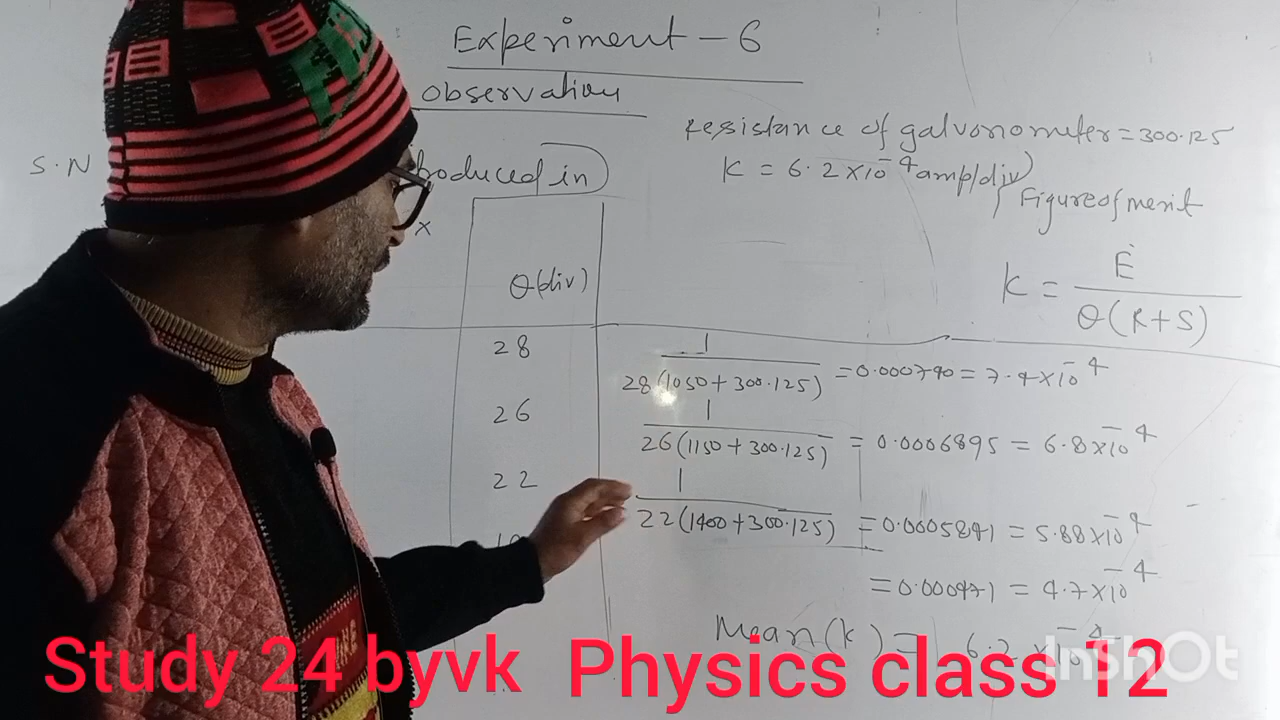 Experiment - 6
observation
resistance of galvonometer = 300.125
S.N
produced in
K = 6.2 x 10⁻⁴ amp/div) Figure of merit
x
θ(div)
K = E / θ(R+S)
28 1 / 28(1050 + 300.125) = 0.000740 = 7.4 x 10⁻⁴
26 1 / 26(1150 + 300.125) = 0.0006895 = 6.8 x 10⁻⁴
22 1 / 22(1400 + 300.125) = 0.0005841 = 5.88 x 10⁻⁴
= 0.000471 = 4.7 x 10⁻⁴
Mean (k) = 6.2 x 10⁻⁴
Study 24 byvk Physics class 12
InShOt